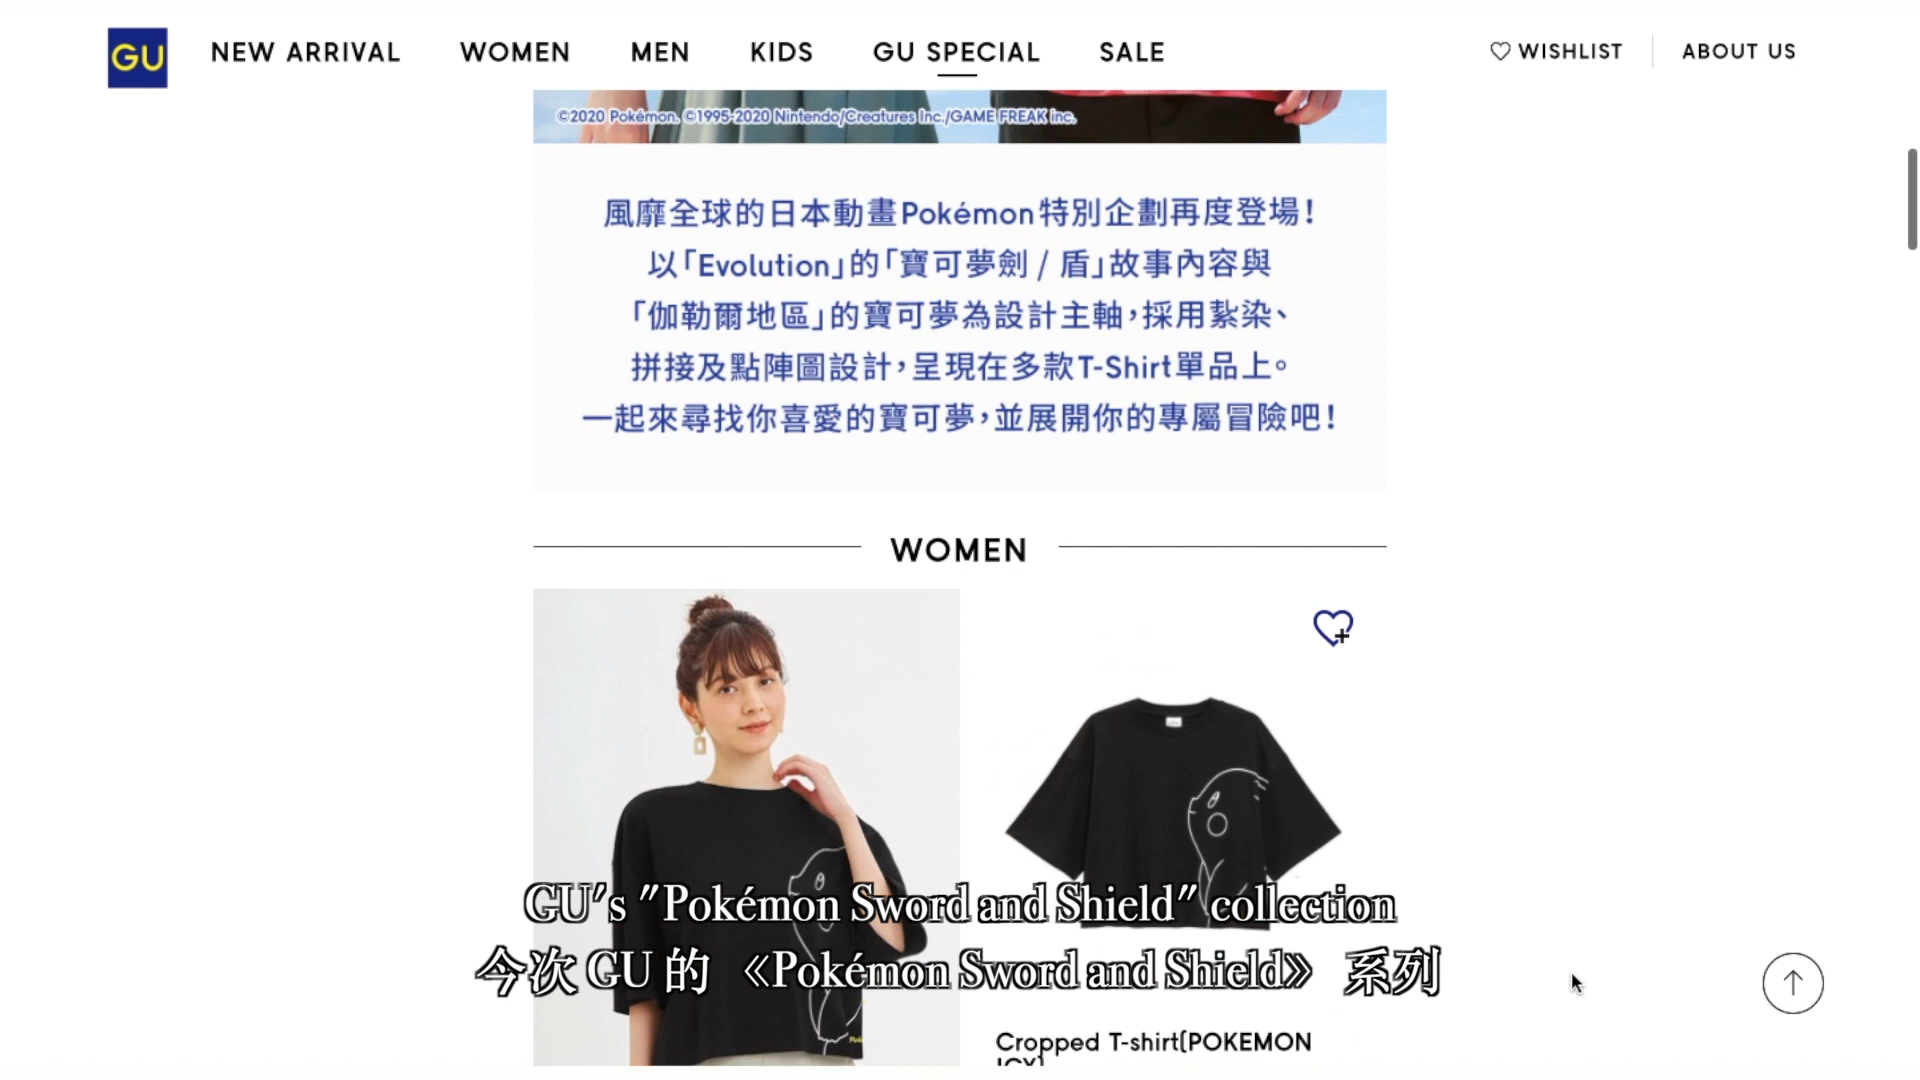 GU NEW ARRIVAL WOMEN MEN KIDS GU SPECIAL SALE WISHLIST ABOUT US
©2020 Pokémon. ©1995-2020 Nintendo/Creatures Inc./GAME FREAK inc.
風靡全球的日本動畫Pokémon特別企劃再度登場!
以「Evolution」的「寶可夢劍 / 盾」故事內容與
「伽勒爾地區」的寶可夢為設計主軸,採用紮染、
拼接及點陣圖設計,呈現在多款T-Shirt單品上。
一起來尋找你喜愛的寶可夢,並展開你的專屬冒險吧!
WOMEN
GU's "Pokémon Sword and Shield" collection
今次 GU 的 《Pokémon Sword and Shield》 系列
Cropped T-shirt(POKEMON